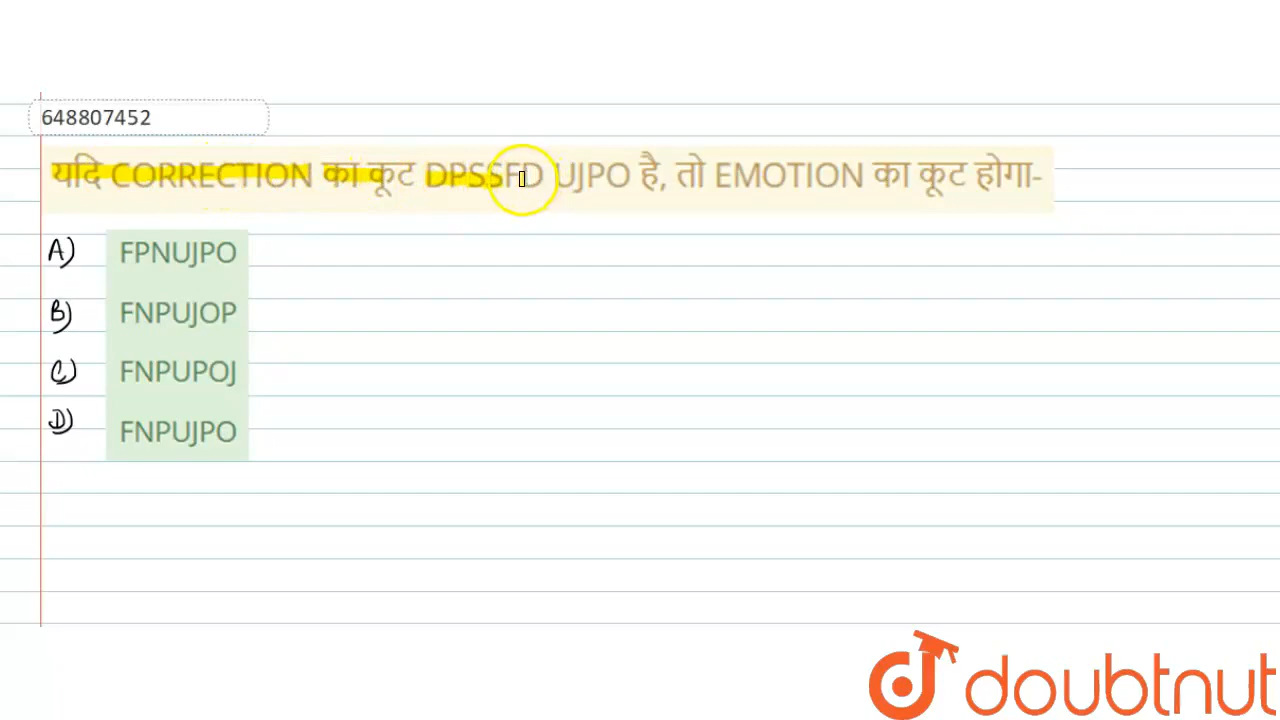 648807452
यदि CORRECTION का कूट DPSSFD UJPO है, तो EMOTION का कूट होगा-
A) FPNUJPO
B) FNPUJOP
C) FNPUPOJ
D) FNPUJPO
doubtnut